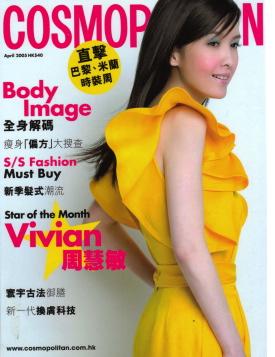 COSMOPOLITAN
April 2005 HK$40
直擊
巴黎、米蘭
時裝周
Body
Image
全身解碼
瘦身「偏方」大搜查
S/S Fashion
Must Buy
新季髮式潮流
Star of the Month
Vivian
周慧敏
寰宇古法御膳
新一代換膚科技
www.cosmopolitan.com.hk